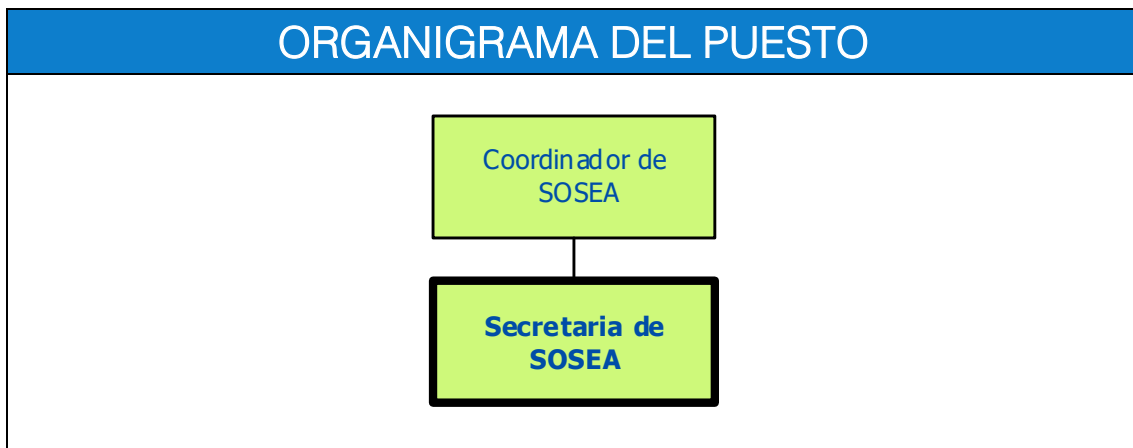 ORGANIGRAMA DEL PUESTO
Coordinador de
SOSEA
Secretaria de
SOSEA